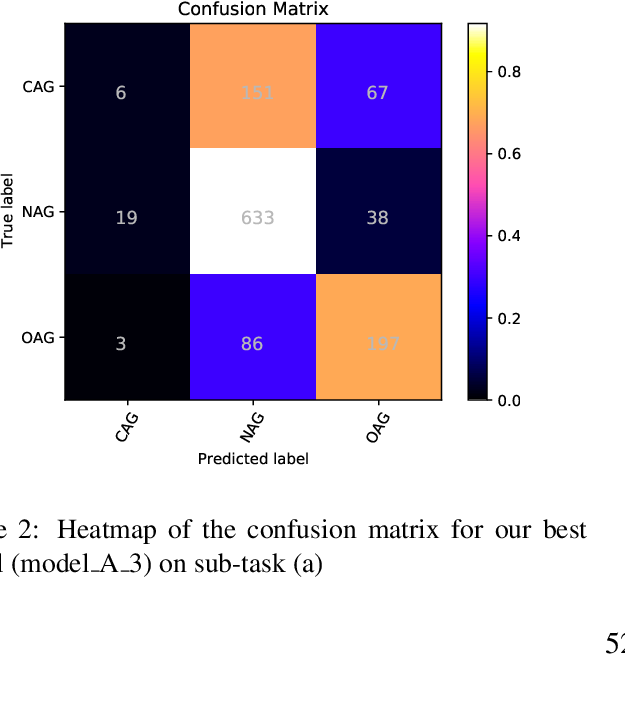 Confusion Matrix
CAG 6 151 67
NAG 19 633 38
OAG 3 86 197
CAG NAG OAG
True label
Predicted label
0.8
0.6
0.4
0.2
0.0
e 2: Heatmap of the confusion matrix for our best
l (model_A_3) on sub-task (a)
52